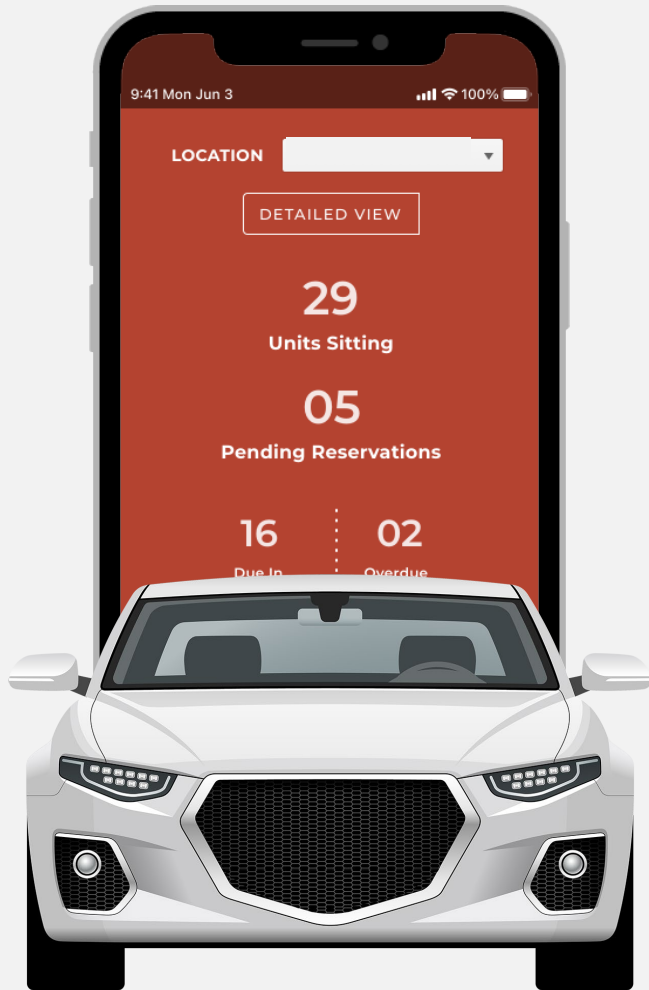 9:41 Mon Jun 3 100%
LOCATION
DETAILED VIEW
29
Units Sitting
05
Pending Reservations
16 02
Due In Overdue